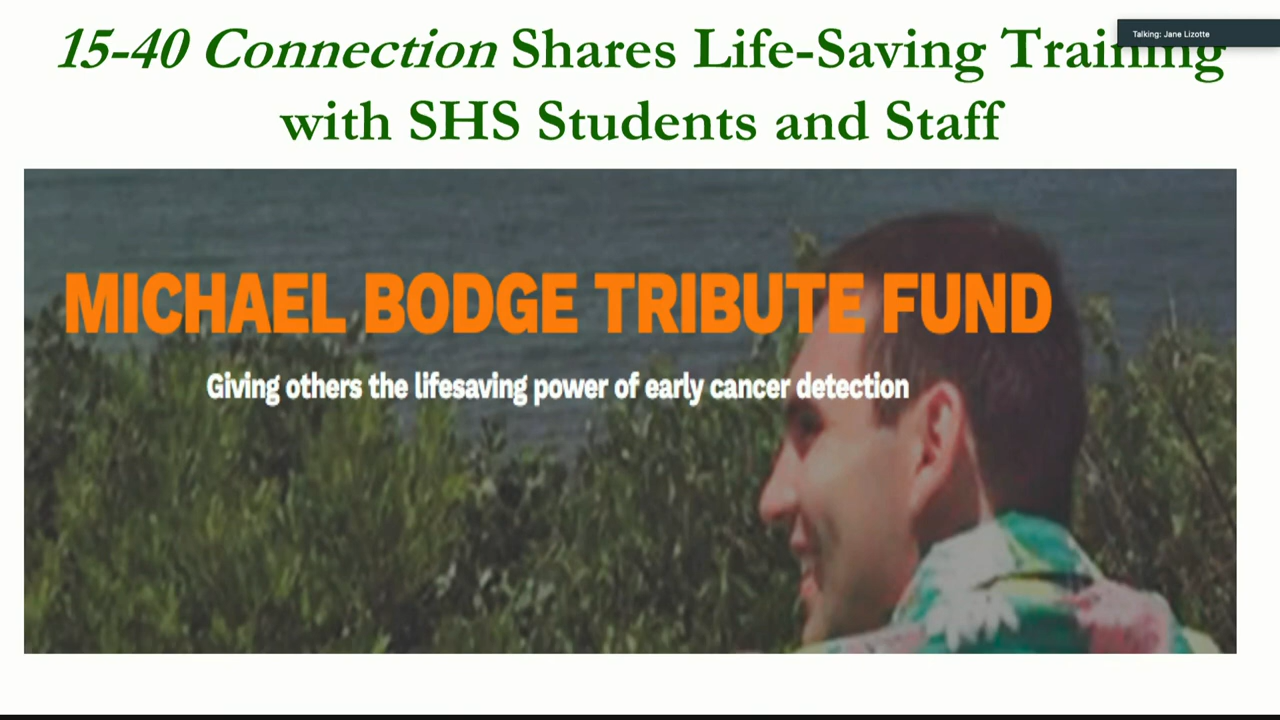 15-40 Connection Shares Life-Saving Training
with SHS Students and Staff
Talking: Jane Lizotte
MICHAEL BODGE TRIBUTE FUND
Giving others the lifesaving power of early cancer detection